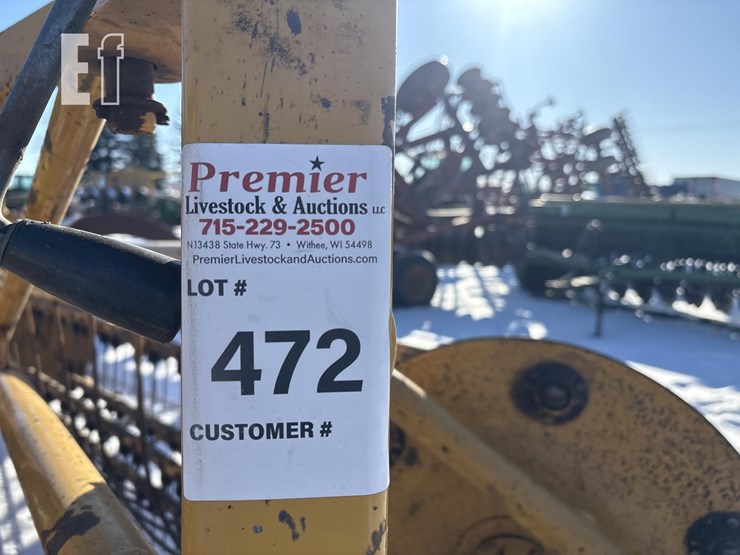 Ef
Premier
Livestock & Auctions LLC
715-229-2500
N13438 State Hwy. 73 • Withee, WI 54498
PremierLivestockandAuctions.com
LOT #
472
CUSTOMER #